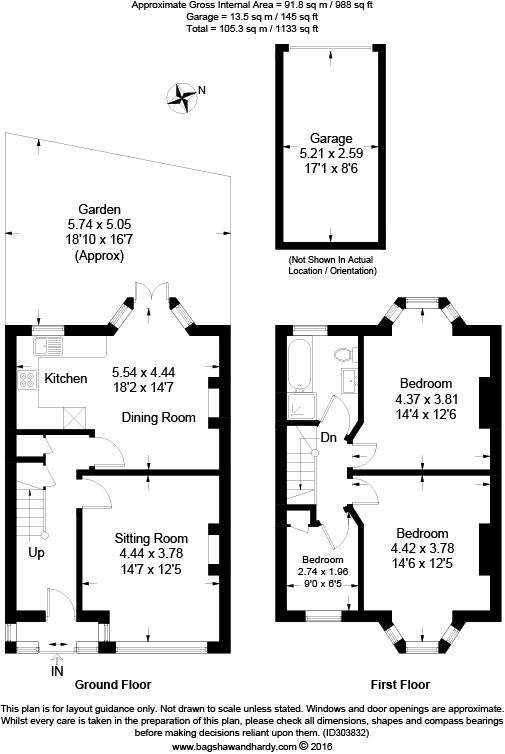 Approximate Gross Internal Area = 91.8 sq m / 988 sq ft
Garage = 13.5 sq m / 145 sq ft
Total = 105.3 sq m / 1133 sq ft
N
Garage
5.21 x 2.59
17'1 x 8'6
Garden
5.74 x 5.05
18'10 x 16'7
(Approx)
(Not Shown In Actual
Location / Orientation)
Kitchen
5.54 x 4.44
18'2 x 14'7
Dining Room
Up
Sitting Room
4.44 x 3.78
14'7 x 12'5
IN
Ground Floor
Bedroom
4.37 x 3.81
14'4 x 12'6
Dn
Bedroom
4.42 x 3.78
14'6 x 12'5
Bedroom
2.74 x 1.96
9'0 x 6'5
First Floor
This plan is for layout guidance only. Not drawn to scale unless stated. Windows and door openings are approximate.
Whilst every care is taken in the preparation of this plan, please check all dimensions, shapes and compass bearings
before making decisions reliant upon them. (ID303832)
www.bagshawandhardy.com © 2016